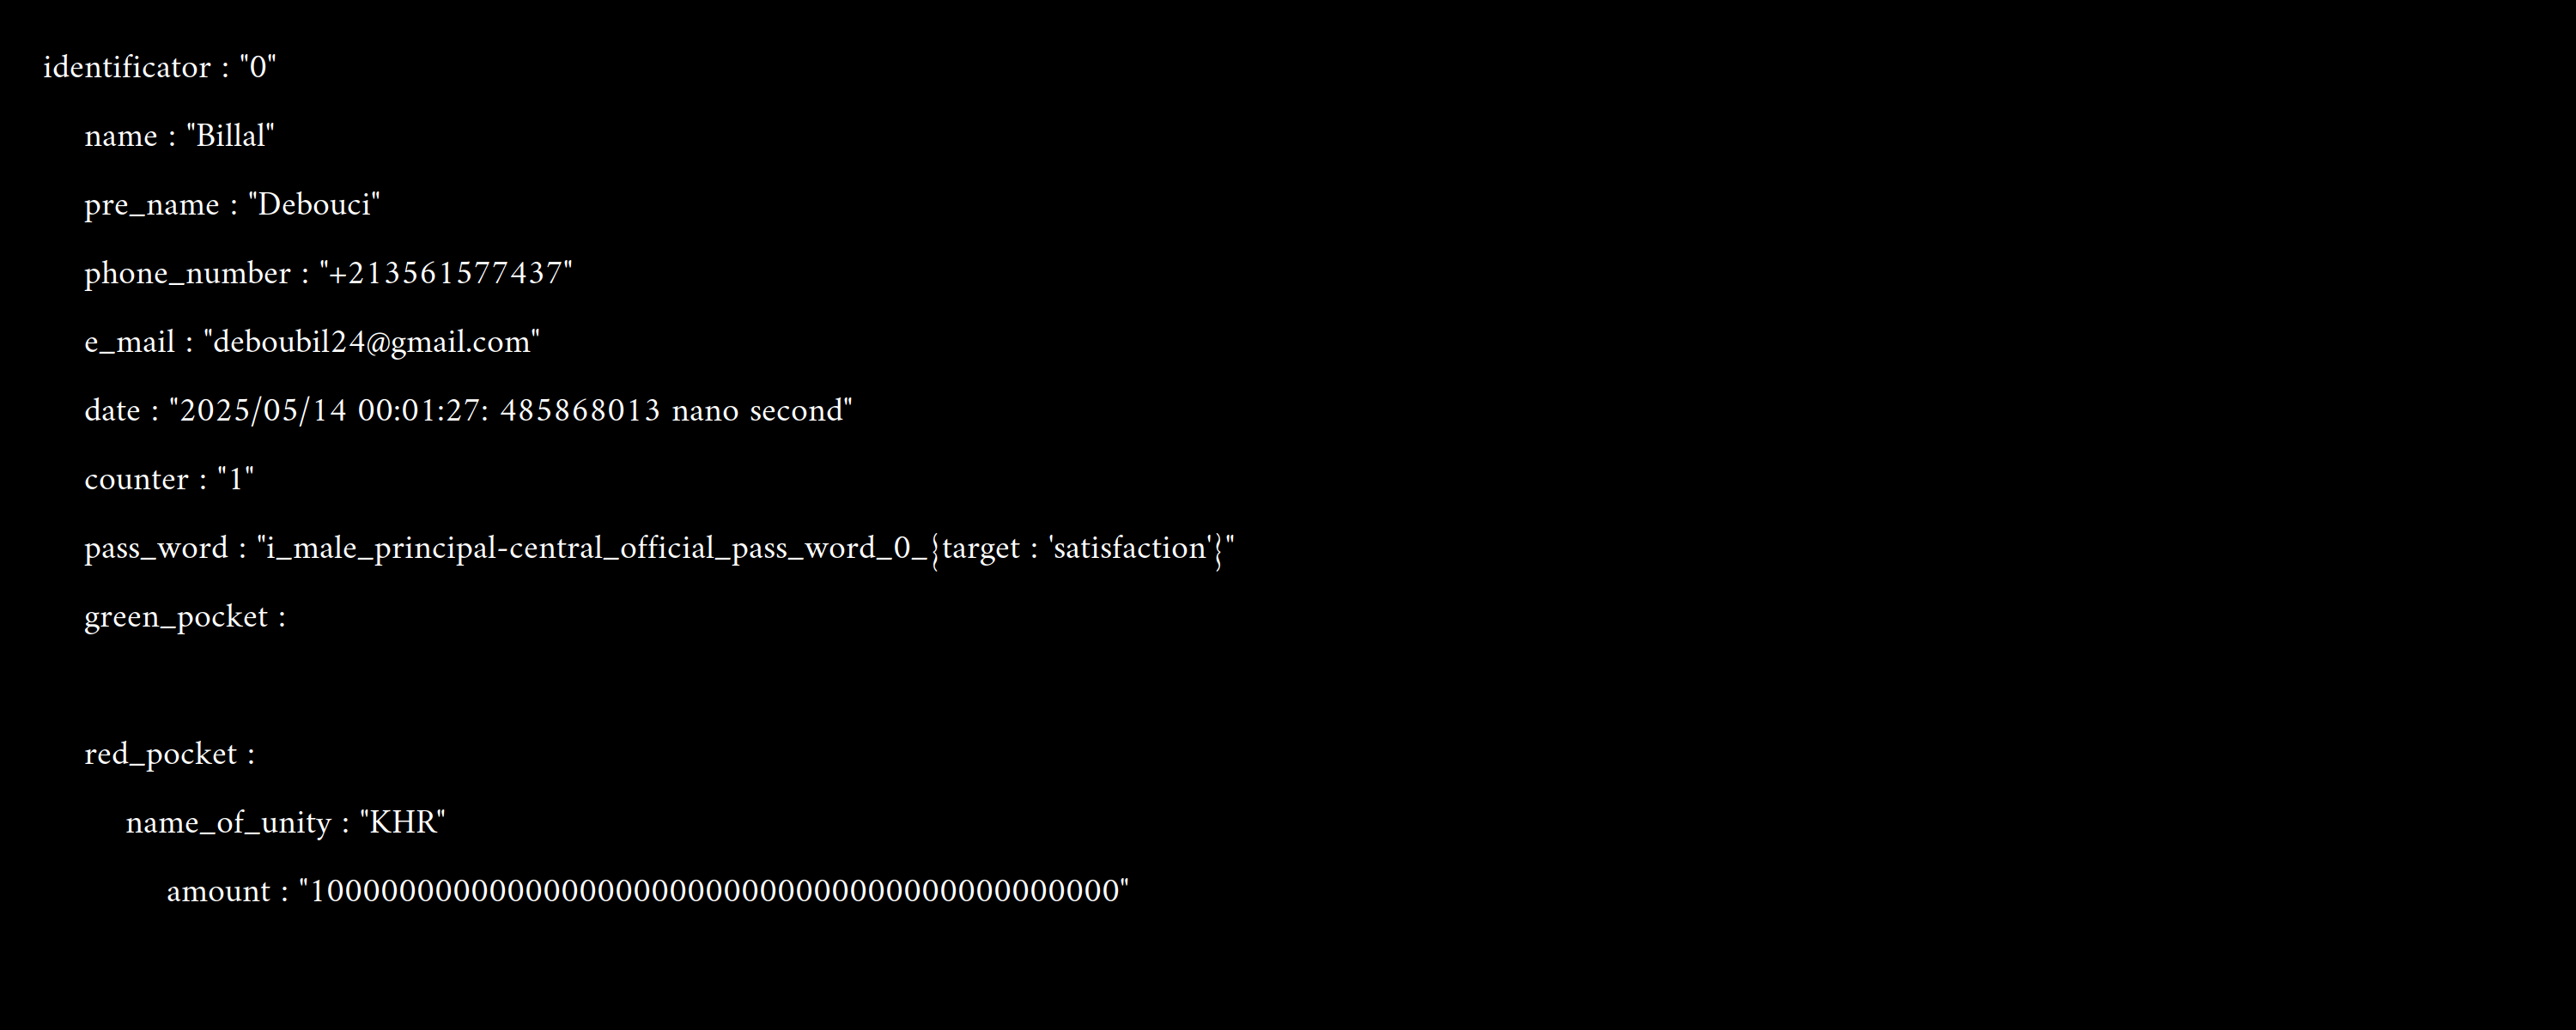 identificator : "0"
name : "Billal"
pre_name : "Debouci"
phone_number : "+213561577437"
e_mail : "deboubil24@gmail.com"
date : "2025/05/14 00:01:27: 485868013 nano second"
counter : "1"
pass_word : "i_male_principal-central_official_pass_word_0_{target : 'satisfaction'}"
green_pocket :
red_pocket :
name_of_unity : "KHR"
amount : "100000000000000000000000000000000000000000000"